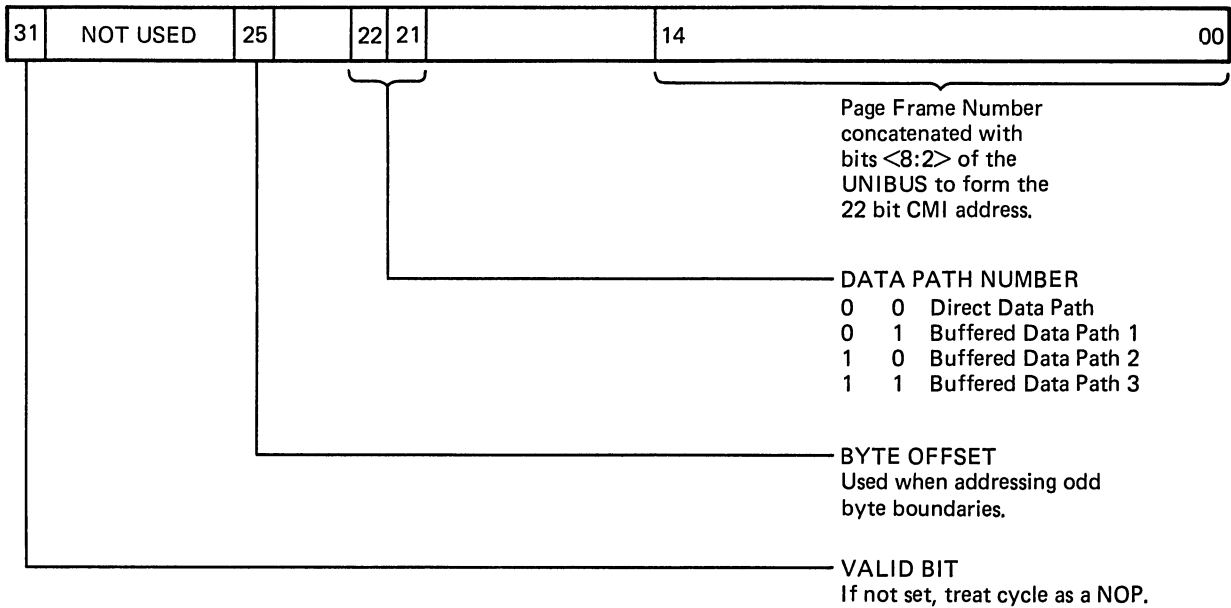 31 NOT USED 25 22 21 14 00
Page Frame Number
concatenated with
bits <8:2> of the
UNIBUS to form the
22 bit CMI address.
DATA PATH NUMBER
0 0 Direct Data Path
0 1 Buffered Data Path 1
1 0 Buffered Data Path 2
1 1 Buffered Data Path 3
BYTE OFFSET
Used when addressing odd
byte boundaries.
VALID BIT
If not set, treat cycle as a NOP.